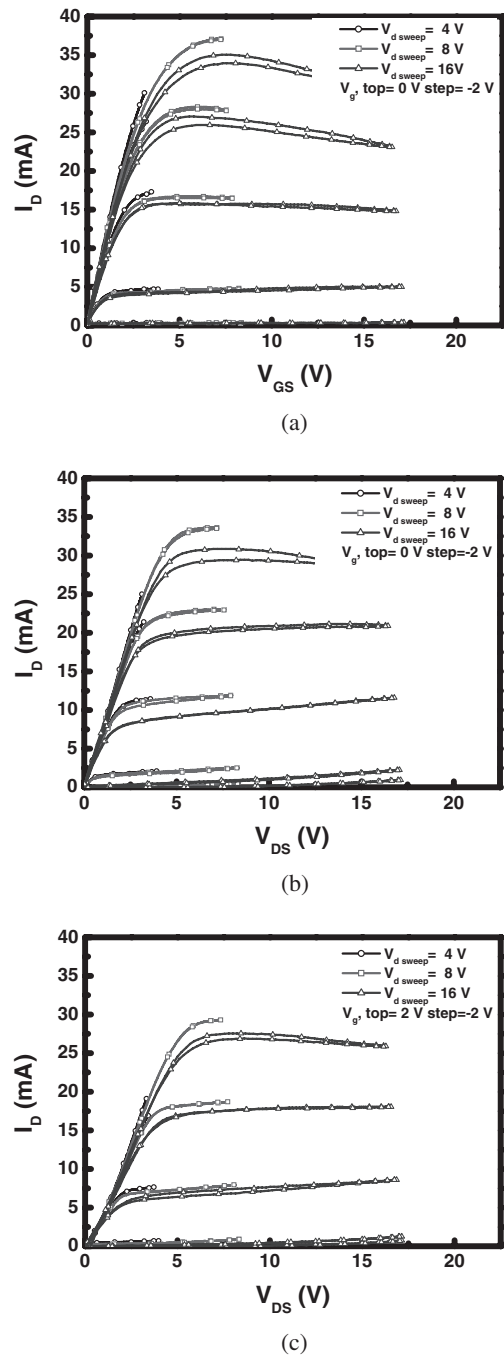 40
35
30
25
20
15
10
5
0
I_D (mA)
V_d sweep= 4 V
V_d sweep= 8 V
V_d sweep= 16V
V_g, top= 0 V step= -2 V
0 5 10 15 20
V_GS (V)
(a)
40
35
30
25
20
15
10
5
0
I_D (mA)
V_d sweep= 4 V
V_d sweep= 8 V
V_d sweep= 16 V
V_g, top= 0 V step=-2 V
0 5 10 15 20
V_DS (V)
(b)
40
35
30
25
20
15
10
5
0
I_D (mA)
V_d sweep= 4 V
V_d sweep= 8 V
V_d sweep= 16 V
V_g, top= 2 V step=-2 V
0 5 10 15 20
V_DS (V)
(c)